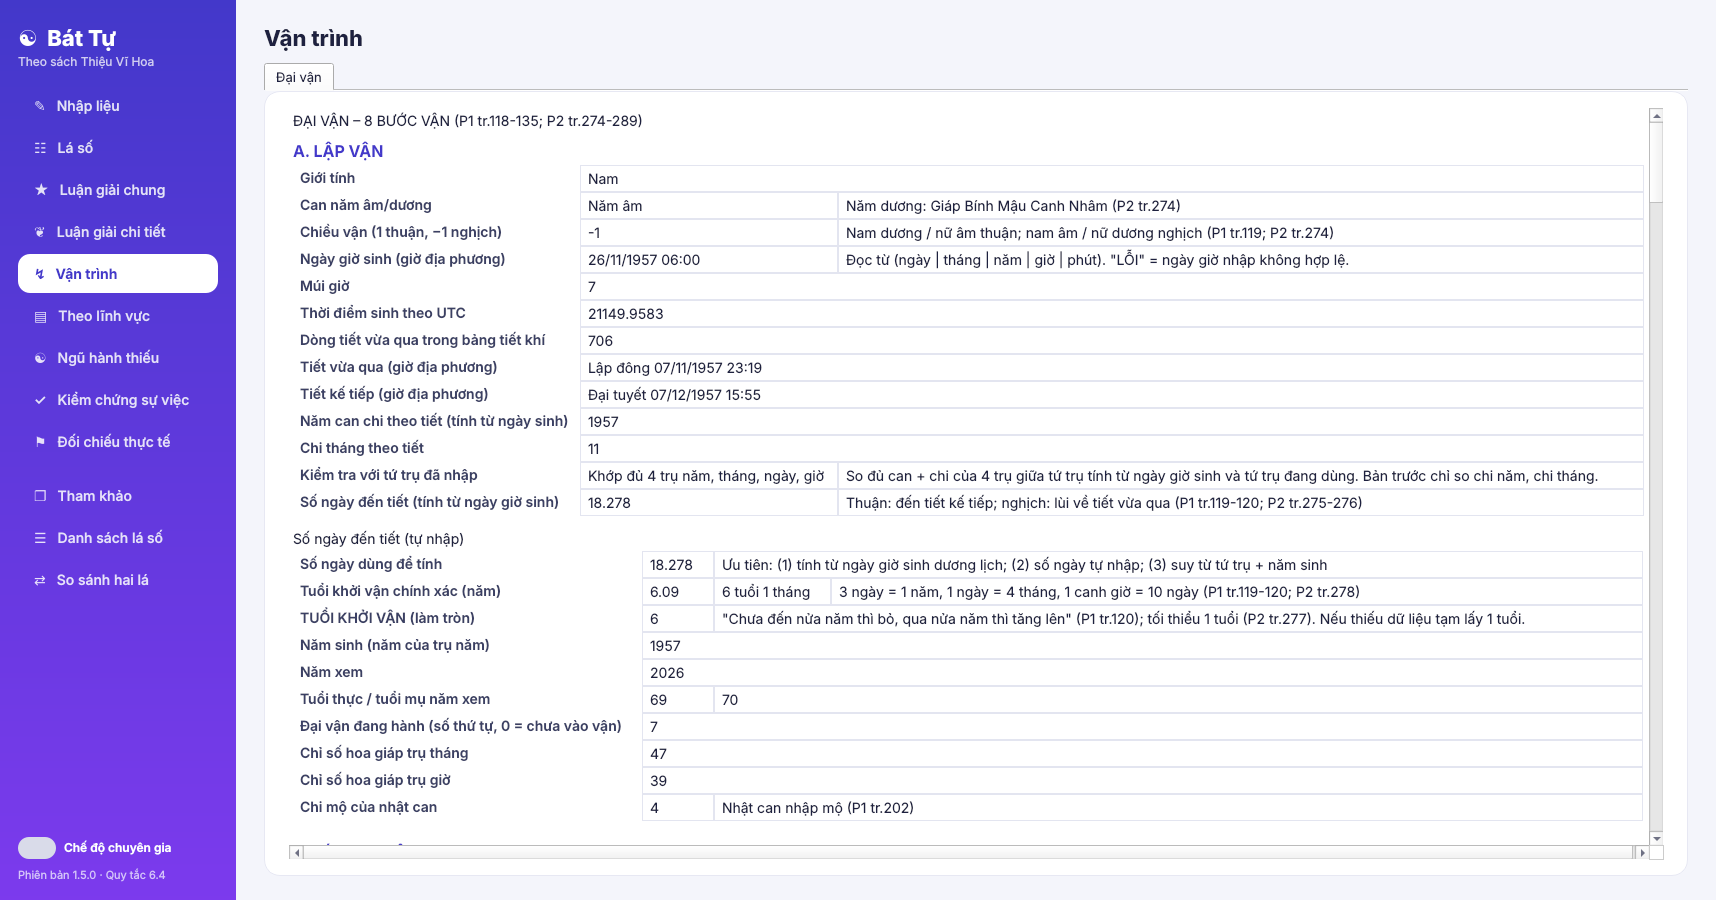 Bát Tự
Theo sách Thiệu Vĩ Hoa
Nhập liệu
Lá số
Luận giải chung
Luận giải chi tiết
Vận trình
Theo lĩnh vực
Ngũ hành thiếu
Kiểm chứng sự việc
Đối chiếu thực tế
Tham khảo
Danh sách lá số
So sánh hai lá
Chế độ chuyên gia
Phiên bản 1.5.0 · Quy tắc 6.4
Vận trình
Đại vận
ĐẠI VẬN – 8 BƯỚC VẬN (P1 tr.118-135; P2 tr.274-289)
A. LẬP VẬN
Giới tính Nam
Can năm âm/dương Năm âm Năm dương: Giáp Bính Mậu Canh Nhâm (P2 tr.274)
Chiều vận (1 thuận, −1 nghịch) -1 Nam dương / nữ âm thuận; nam âm / nữ dương nghịch (P1 tr.119; P2 tr.274)
Ngày giờ sinh (giờ địa phương) 26/11/1957 06:00 Đọc từ (ngày | tháng | năm | giờ | phút). "LỖI" = ngày giờ nhập không hợp lệ.
Múi giờ 7
Thời điểm sinh theo UTC 21149.9583
Dòng tiết vừa qua trong bảng tiết khí 706
Tiết vừa qua (giờ địa phương) Lập đông 07/11/1957 23:19
Tiết kế tiếp (giờ địa phương) Đại tuyết 07/12/1957 15:55
Năm can chi theo tiết (tính từ ngày sinh) 1957
Chi tháng theo tiết 11
Kiểm tra với tứ trụ đã nhập Khớp đủ 4 trụ năm, tháng, ngày, giờ So đủ can + chi của 4 trụ giữa tứ trụ tính từ ngày giờ sinh và tứ trụ đang dùng. Bản trước chỉ so chi năm, chi tháng.
Số ngày đến tiết (tính từ ngày giờ sinh) 18.278 Thuận: đến tiết kế tiếp; nghịch: lùi về tiết vừa qua (P1 tr.119-120; P2 tr.275-276)
Số ngày đến tiết (tự nhập)
Số ngày dùng để tính 18.278 Ưu tiên: (1) tính từ ngày giờ sinh dương lịch; (2) số ngày tự nhập; (3) suy từ tứ trụ + năm sinh
Tuổi khởi vận chính xác (năm) 6.09 6 tuổi 1 tháng 3 ngày = 1 năm, 1 ngày = 4 tháng, 1 canh giờ = 10 ngày (P1 tr.119-120; P2 tr.278)
TUỔI KHỞI VẬN (làm tròn) 6 "Chưa đến nửa năm thì bỏ, qua nửa năm thì tăng lên" (P1 tr.120); tối thiểu 1 tuổi (P2 tr.277). Nếu thiếu dữ liệu tạm lấy 1 tuổi.
Năm sinh (năm của trụ năm) 1957
Năm xem 2026
Tuổi thực / tuổi mụ năm xem 69 70
Đại vận đang hành (số thứ tự, 0 = chưa vào vận) 7
Chỉ số hoa giáp trụ tháng 47
Chỉ số hoa giáp trụ giờ 39
Chi mộ của nhật can 4 Nhật can nhập mộ (P1 tr.202)